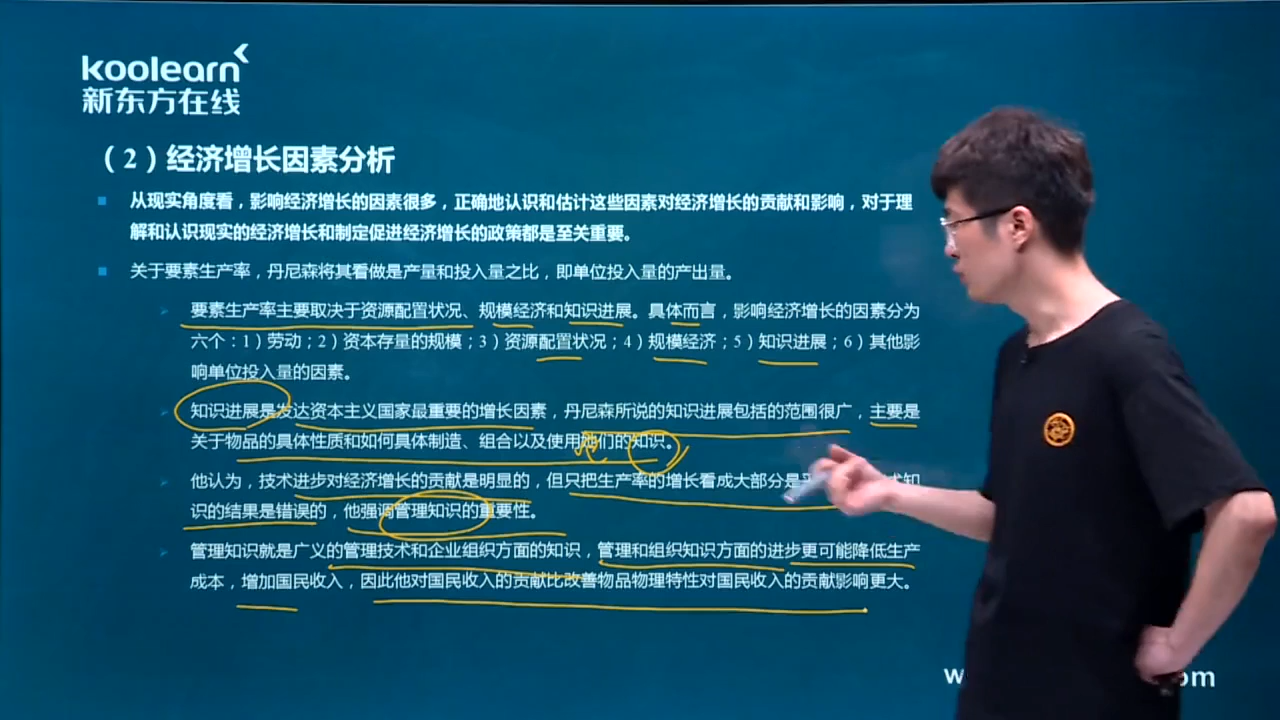 koolearn
新东方在线
（2）经济增长因素分析
从现实角度看，影响经济增长的因素很多，正确地认识和估计这些因素对经济增长的贡献和影响，对于理
解和认识现实的经济增长和制定促进经济增长的政策都是至关重要。
关于要素生产率，丹尼森将其看做是产量和投入量之比，即单位投入量的产出量。
要素生产率主要取决于资源配置状况、规模经济和知识进展。具体而言，影响经济增长的因素分为
六个：1）劳动；2）资本存量的规模；3）资源配置状况；4）规模经济；5）知识进展；6）其他影
响单位投入量的因素。
知识进展是发达资本主义国家最重要的增长因素，丹尼森所说的知识进展包括的范围很广，主要是
关于物品的具体性质和如何具体制造、组合以及使用他们的知识。
他认为，技术进步对经济增长的贡献是明显的，但只把生产率的增长看成大部分是 术知
识的结果是错误的，他强调管理知识的重要性。
管理知识就是广义的管理技术和企业组织方面的知识，管理和组织知识方面的进步更可能降低生产
成本，增加国民收入，因此他对国民收入的贡献比改善物品物理特性对国民收入的贡献影响更大。
w om